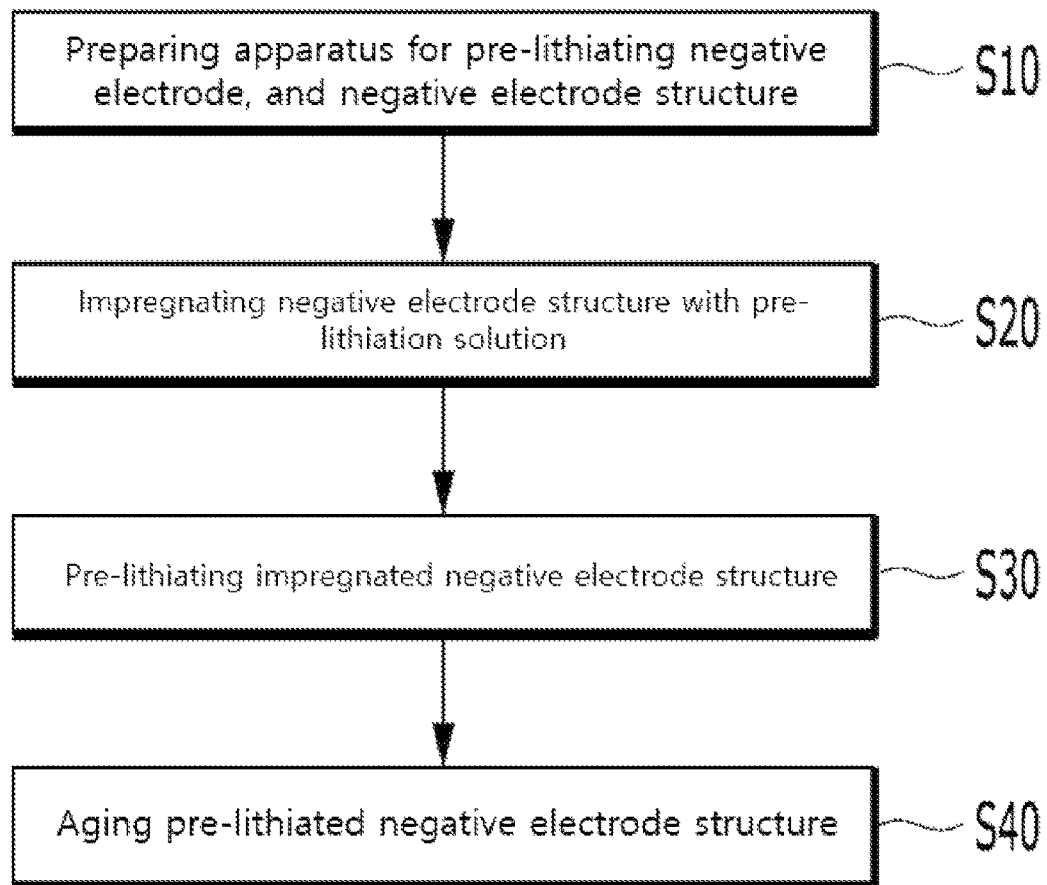 Preparing apparatus for pre-lithiating negative
electrode, and negative electrode structure
S10
Impregnating negative electrode structure with pre-
lithiation solution
S20
Pre-lithiating impregnated negative electrode structure
S30
Aging pre-lithiated negative electrode structure
S40